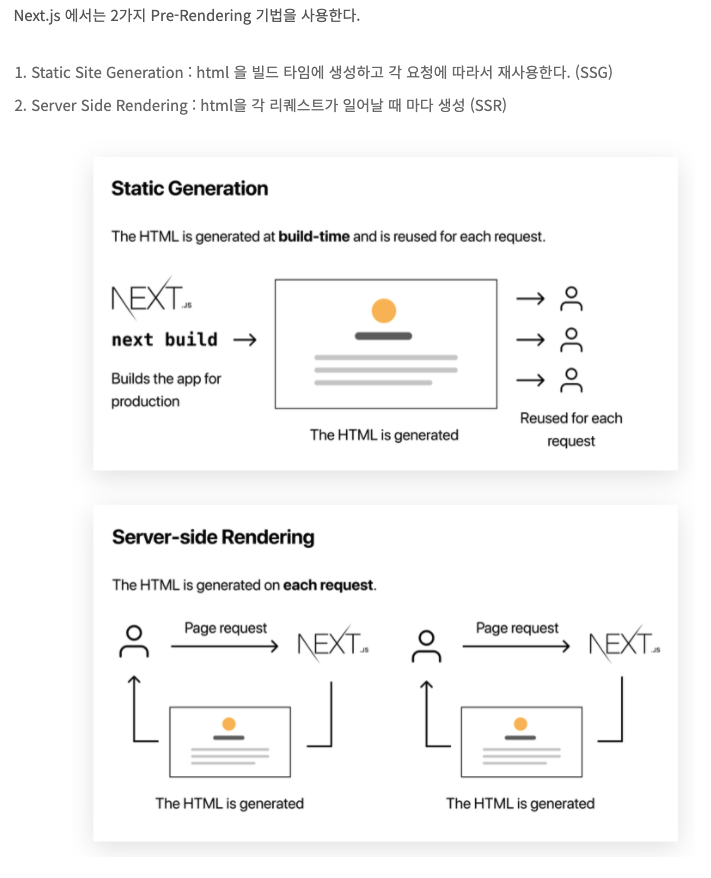 Next.js 에서는 2가지 Pre-Rendering 기법을 사용한다.
1. Static Site Generation : html 을 빌드 타임에 생성하고 각 요청에 따라서 재사용한다. (SSG)
2. Server Side Rendering : html을 각 리퀘스트가 일어날 때 마다 생성 (SSR)
Static Generation
The HTML is generated at build-time and is reused for each request.
NEXT.JS
next build
Builds the app for
production
The HTML is generated
Reused for each
request
Server-side Rendering
The HTML is generated on each request.
Page request
NEXT.JS
The HTML is generated
Page request
NEXT.JS
The HTML is generated